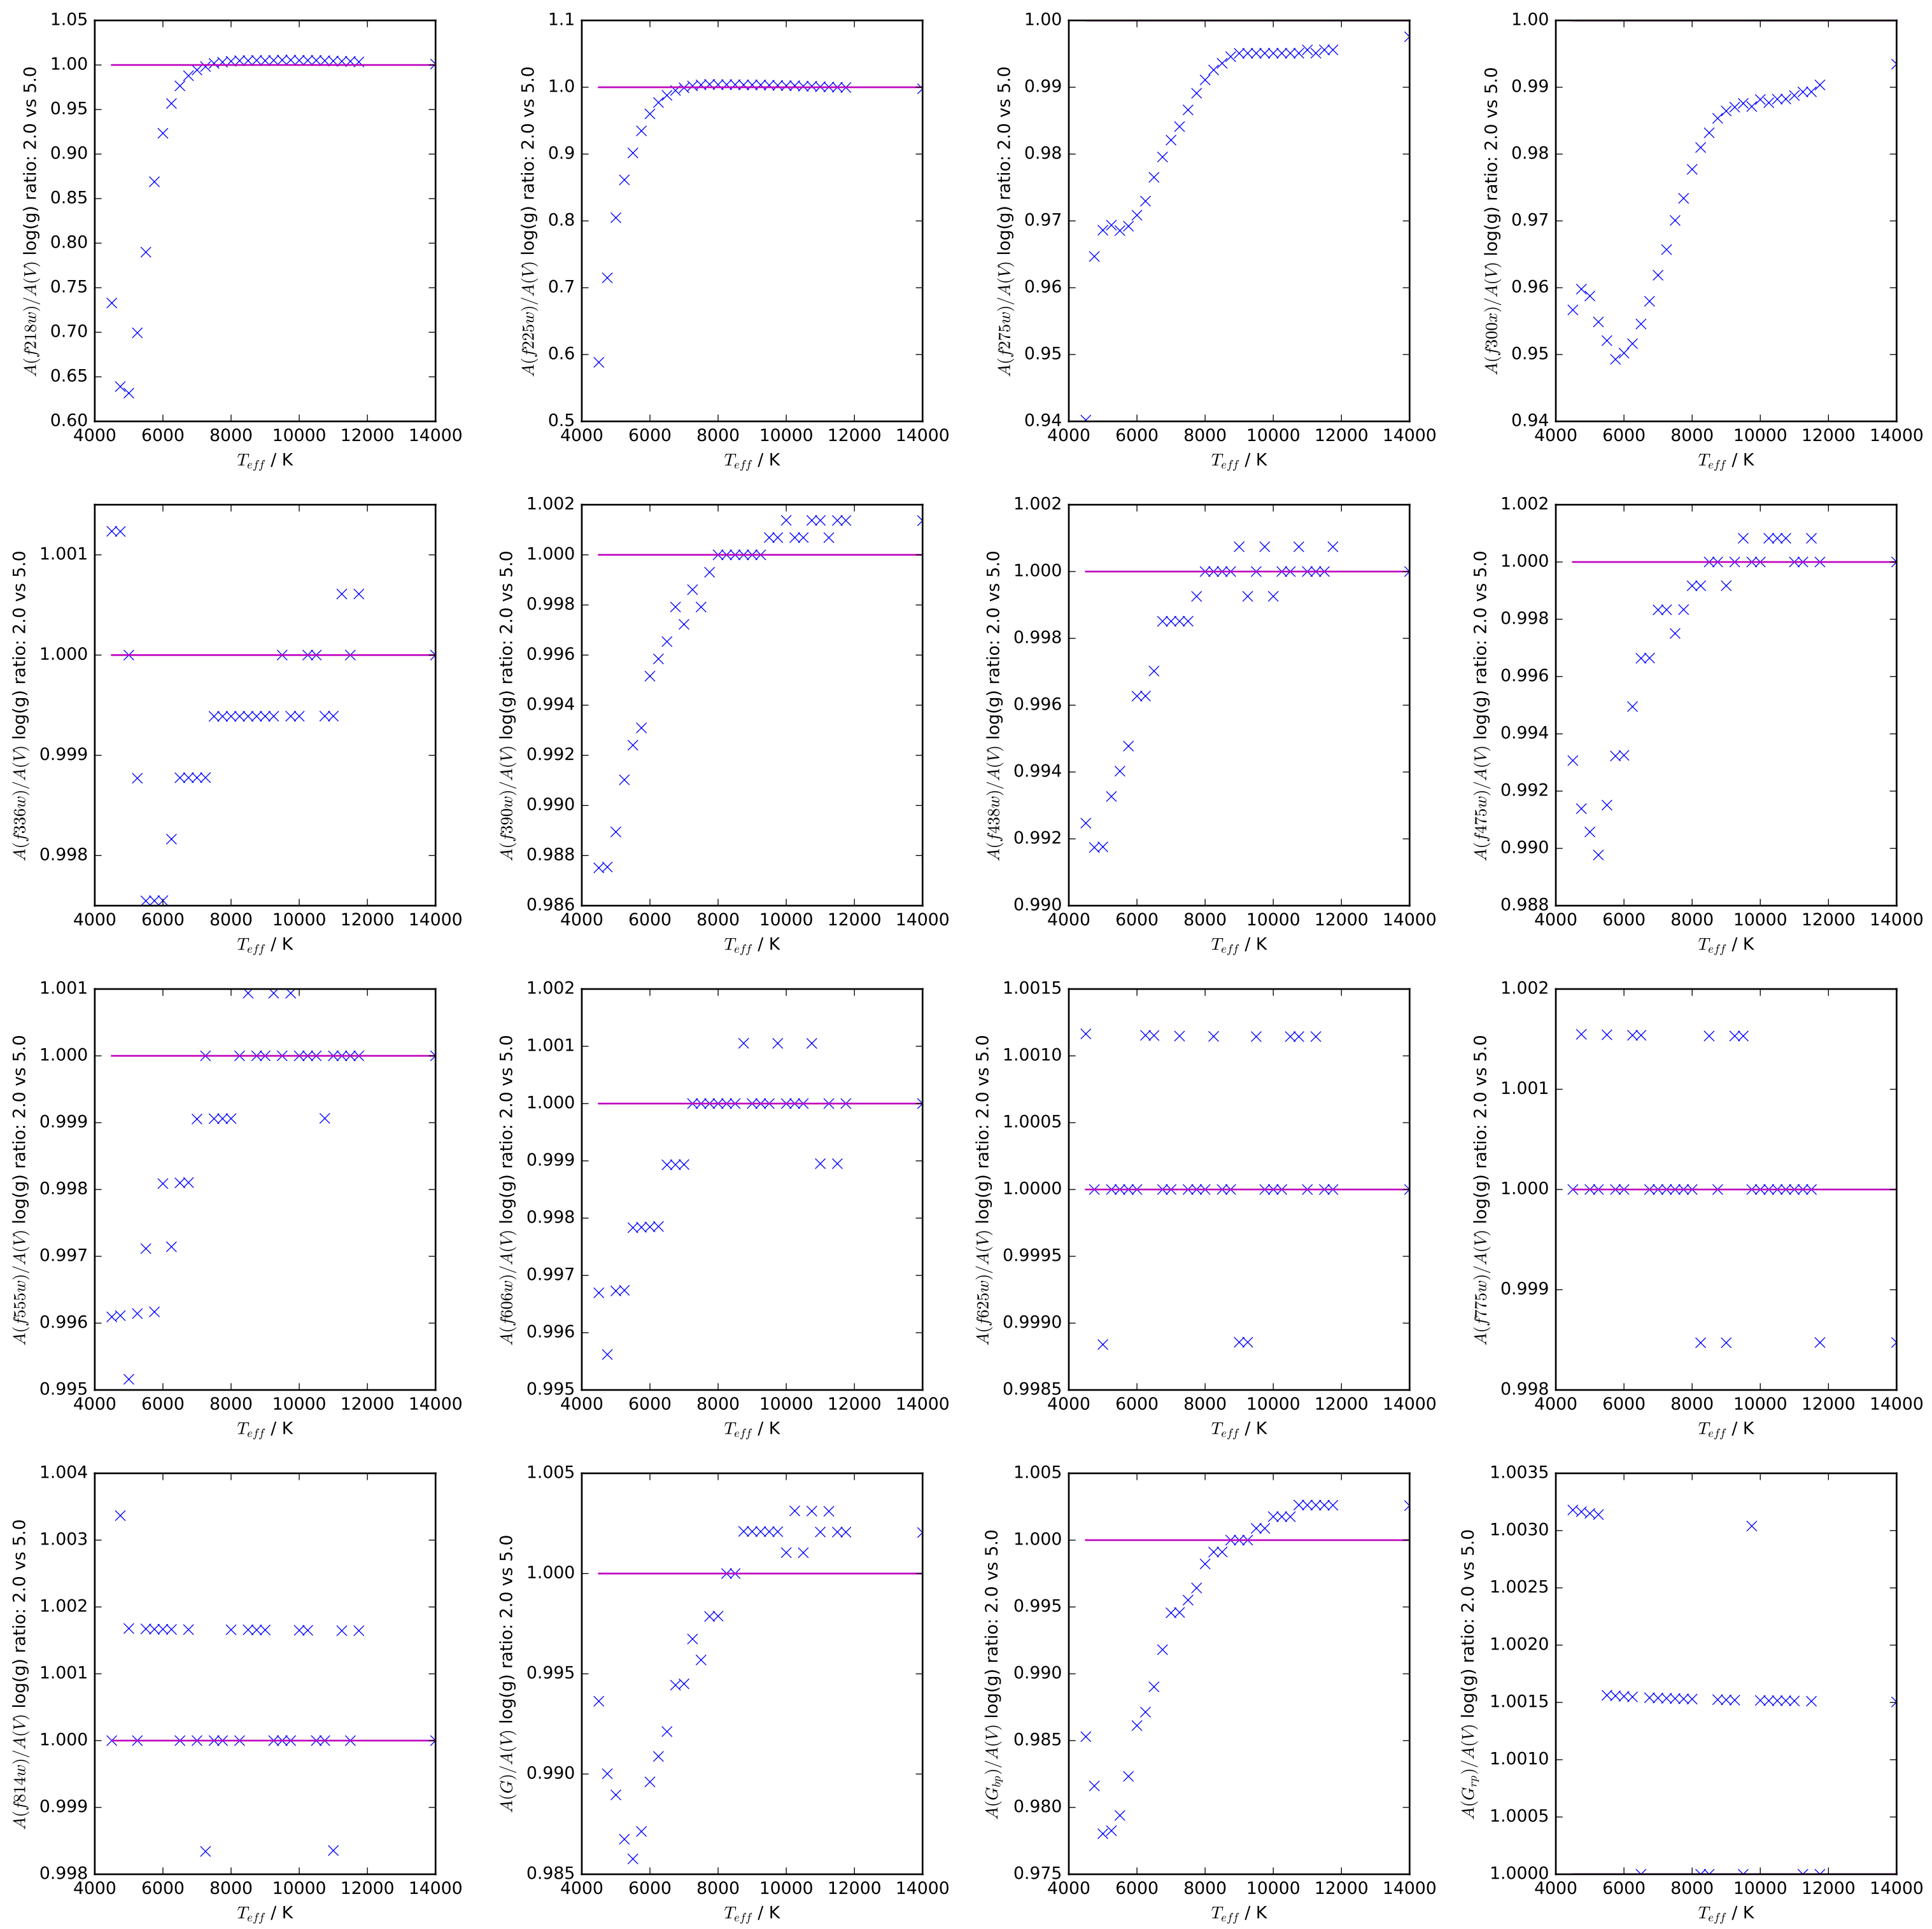 A(f218w)/A(V) log(g) ratio: 2.0 vs 5.0
1.05
1.00
0.95
0.90
0.85
0.80
0.75
0.70
0.65
0.60
4000 6000 8000 10000 12000 14000
T_eff / K
A(f225w)/A(V) log(g) ratio: 2.0 vs 5.0
1.1
1.0
0.9
0.8
0.7
0.6
0.5
4000 6000 8000 10000 12000 14000
T_eff / K
A(f275w)/A(V) log(g) ratio: 2.0 vs 5.0
1.00
0.99
0.98
0.97
0.96
0.95
0.94
4000 6000 8000 10000 12000 14000
T_eff / K
A(f300x)/A(V) log(g) ratio: 2.0 vs 5.0
1.00
0.99
0.98
0.97
0.96
0.95
0.94
4000 6000 8000 10000 12000 14000
T_eff / K
A(f336w)/A(V) log(g) ratio: 2.0 vs 5.0
1.001
1.000
0.999
0.998
4000 6000 8000 10000 12000 14000
T_eff / K
A(f390w)/A(V) log(g) ratio: 2.0 vs 5.0
1.002
1.000
0.998
0.996
0.994
0.992
0.990
0.988
0.986
4000 6000 8000 10000 12000 14000
T_eff / K
A(f438w)/A(V) log(g) ratio: 2.0 vs 5.0
1.002
1.000
0.998
0.996
0.994
0.992
0.990
4000 6000 8000 10000 12000 14000
T_eff / K
A(f475w)/A(V) log(g) ratio: 2.0 vs 5.0
1.002
1.000
0.998
0.996
0.994
0.992
0.990
0.988
4000 6000 8000 10000 12000 14000
T_eff / K
A(f555w)/A(V) log(g) ratio: 2.0 vs 5.0
1.001
1.000
0.999
0.998
0.997
0.996
0.995
4000 6000 8000 10000 12000 14000
T_eff / K
A(f606w)/A(V) log(g) ratio: 2.0 vs 5.0
1.002
1.001
1.000
0.999
0.998
0.997
0.996
0.995
4000 6000 8000 10000 12000 14000
T_eff / K
A(f625w)/A(V) log(g) ratio: 2.0 vs 5.0
1.0015
1.0010
1.0005
1.0000
0.9995
0.9990
0.9985
4000 6000 8000 10000 12000 14000
T_eff / K
A(f775w)/A(V) log(g) ratio: 2.0 vs 5.0
1.002
1.001
1.000
0.999
0.998
4000 6000 8000 10000 12000 14000
T_eff / K
A(f814w)/A(V) log(g) ratio: 2.0 vs 5.0
1.004
1.003
1.002
1.001
1.000
0.999
0.998
4000 6000 8000 10000 12000 14000
T_eff / K
A(G)/A(V) log(g) ratio: 2.0 vs 5.0
1.005
1.000
0.995
0.990
0.985
4000 6000 8000 10000 12000 14000
T_eff / K
A(G_bp)/A(V) log(g) ratio: 2.0 vs 5.0
1.005
1.000
0.995
0.990
0.985
0.980
0.975
4000 6000 8000 10000 12000 14000
T_eff / K
A(G_rp)/A(V) log(g) ratio: 2.0 vs 5.0
1.0035
1.0030
1.0025
1.0020
1.0015
1.0010
1.0005
1.0000
4000 6000 8000 10000 12000 14000
T_eff / K